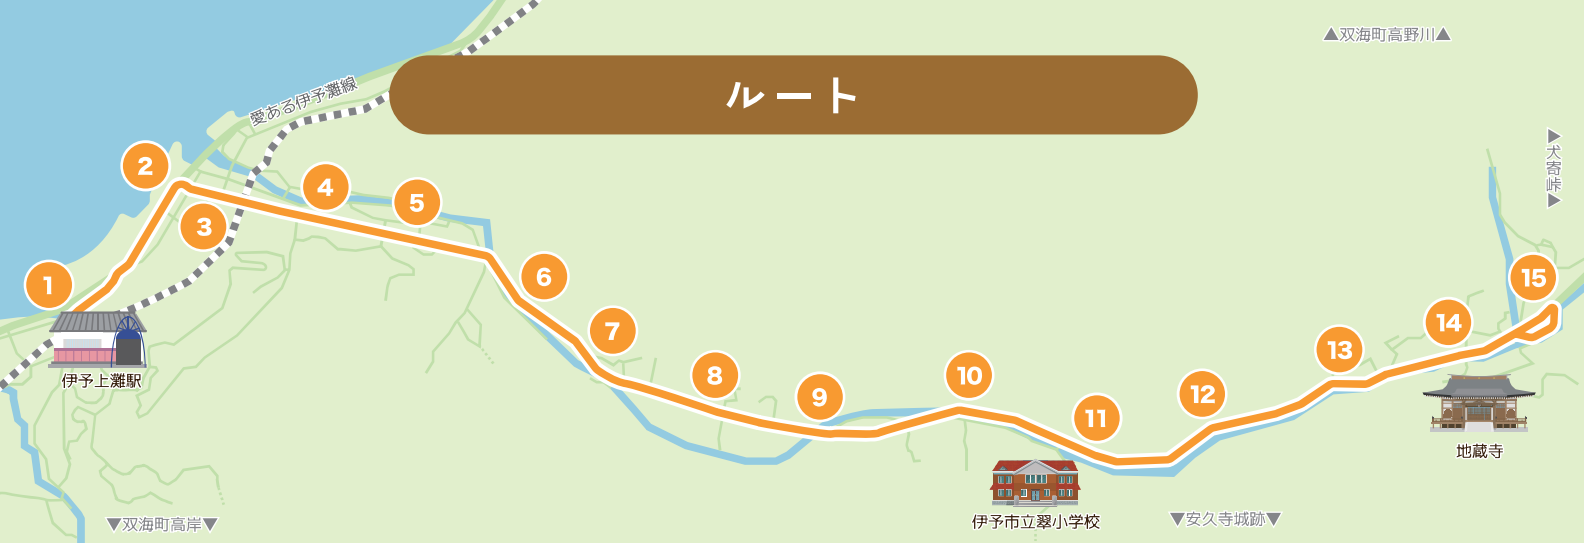 ▲双海町高野川▲
ルート
愛ある伊予灘線
▶犬寄峠▶
2
4
5
3
1
6
15
7
14
13
8
10
9
12
11
伊予上灘駅
地蔵寺
伊予市立翠小学校
▼双海町高岸▼
▼安久寺城跡▼